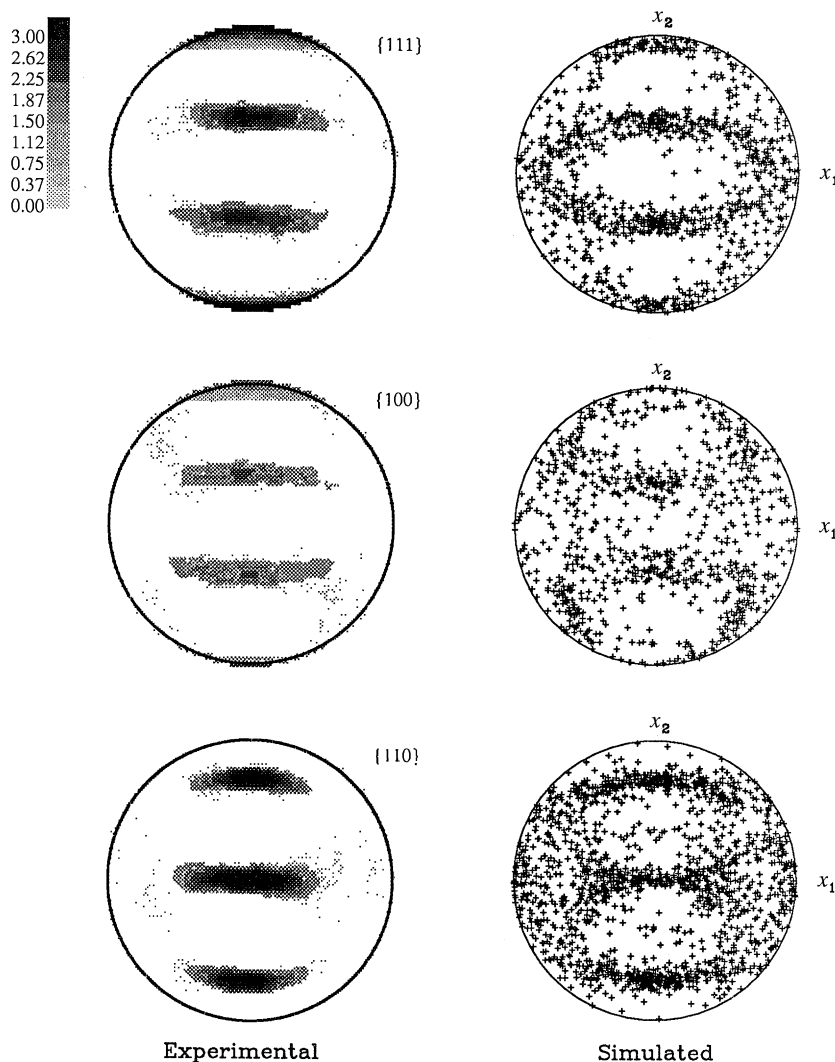 3.00
2.62
2.25
1.87
1.50
1.12
0.75
0.37
0.00
{111}
x2
x1
{100}
x2
x1
{110}
x2
x1
Experimental
Simulated